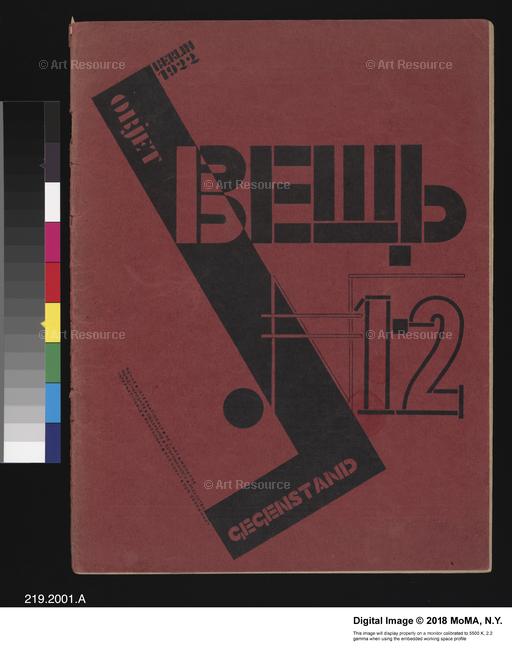 BERLIN
1922
OBJET
ВЕЩЬ
1·2
GEGENSTAND
© Art Resource
© Art Resource
© Art Resource
© Art Resource
© Art Resource
© Art Resource
219.2001.A
Digital Image © 2018 MoMA, N.Y.
This image will display properly on a monitor calibrated to 5500 K, 2.2
gamma when using the embedded working space profile